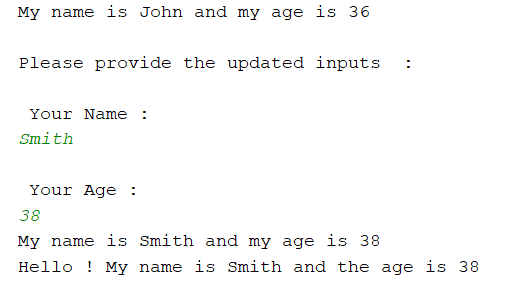 My name is John and my age is 36
Please provide the updated inputs  :
Your Name :
Smith
Your Age :
38
My name is Smith and my age is 38
Hello ! My name is Smith and the age is 38